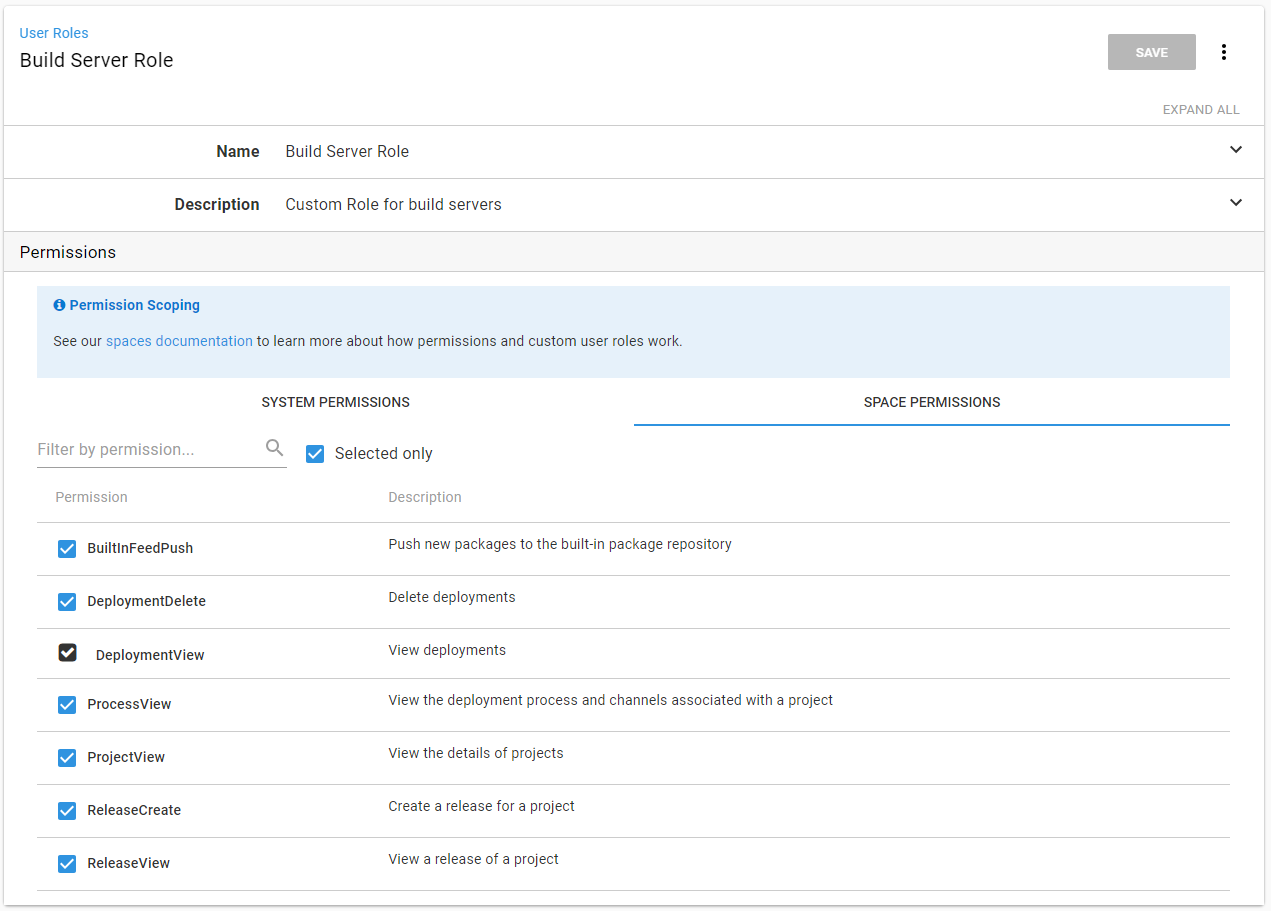 User Roles
Build Server Role
SAVE
EXPAND ALL
Name Build Server Role
Description Custom Role for build servers
Permissions
Permission Scoping
See our spaces documentation to learn more about how permissions and custom user roles work.
SYSTEM PERMISSIONS SPACE PERMISSIONS
Filter by permission... Selected only
Permission Description
BuiltInFeedPush Push new packages to the built-in package repository
DeploymentDelete Delete deployments
DeploymentView View deployments
ProcessView View the deployment process and channels associated with a project
ProjectView View the details of projects
ReleaseCreate Create a release for a project
ReleaseView View a release of a project